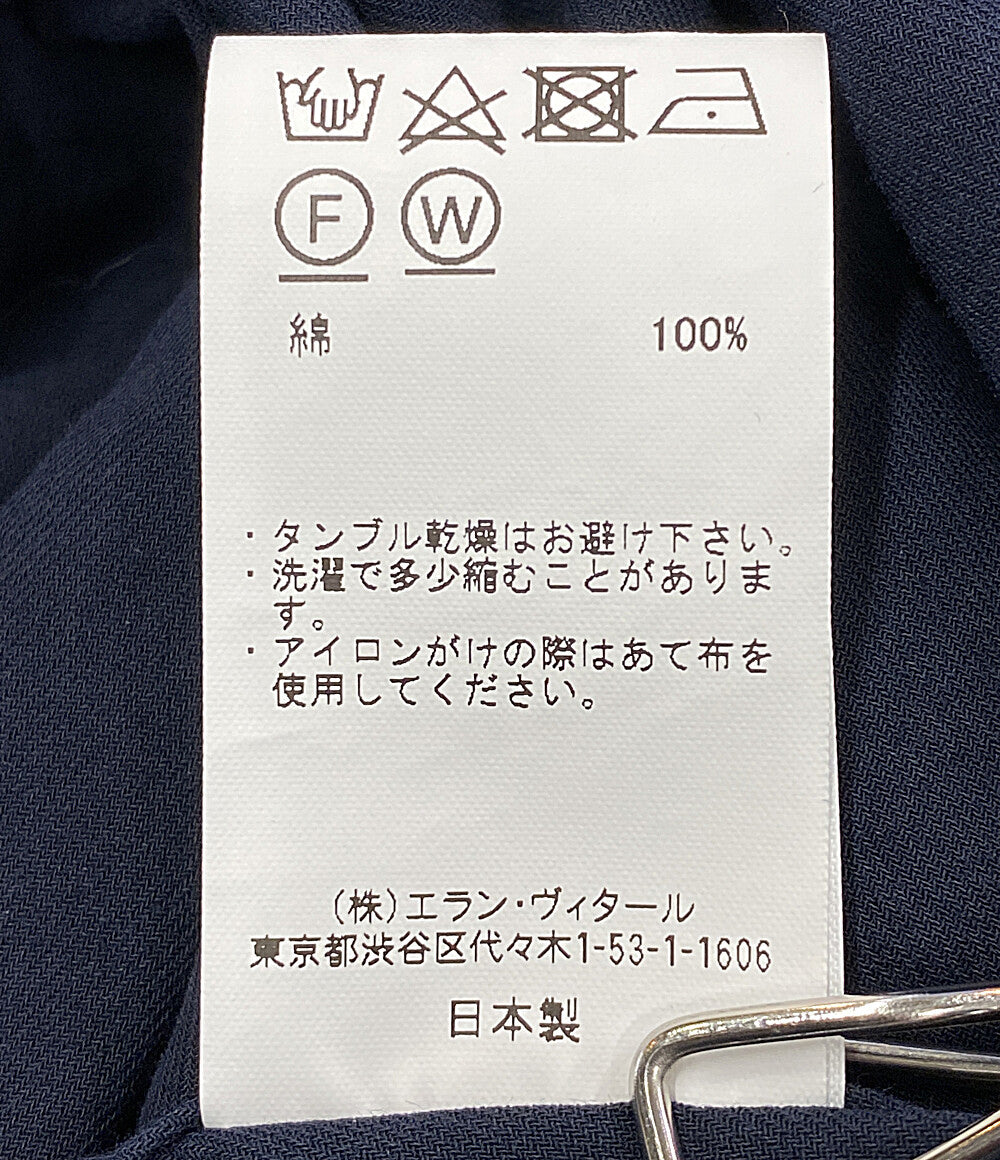 F W
綿 100%
・タンブル乾燥はお避け下さい。
・洗濯で多少縮むことがありま
す。
・アイロンがけの際はあて布を
使用してください。
(株)エラン・ヴィタール
東京都渋谷区代々木1-53-1-1606
日本製